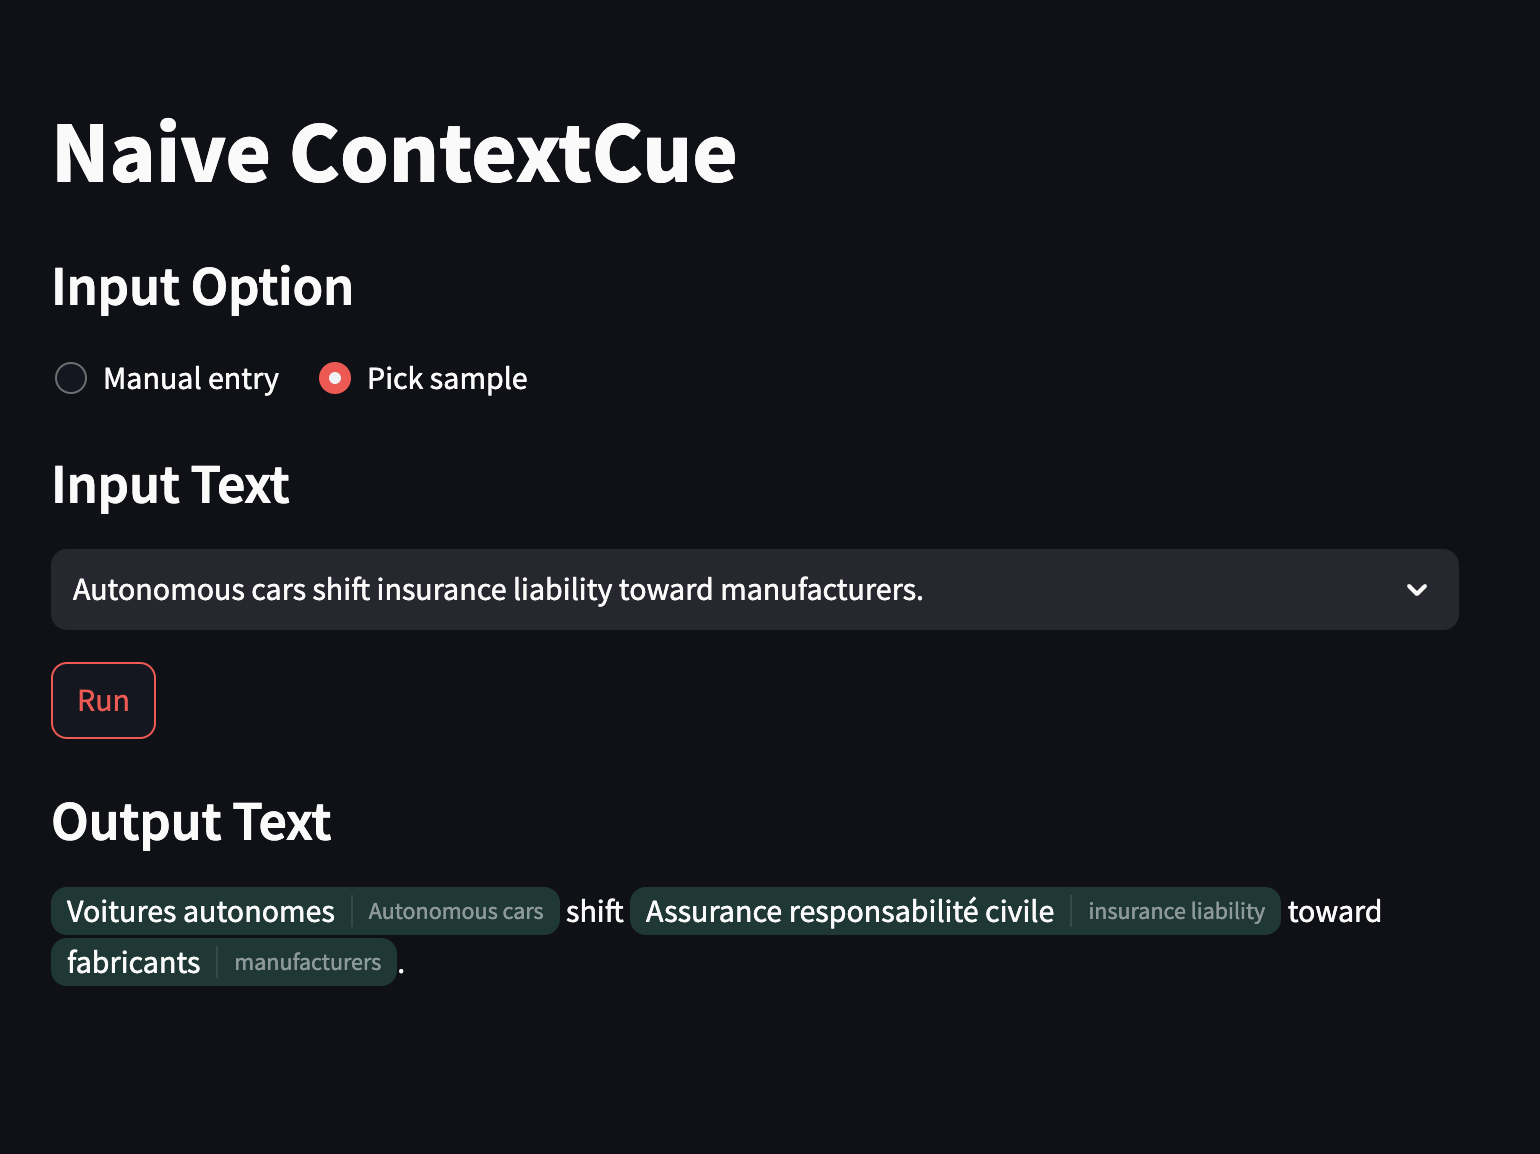 Naive ContextCue
Input Option
Manual entry Pick sample
Input Text
Autonomous cars shift insurance liability toward manufacturers.
Run
Output Text
Voitures autonomes Autonomous cars shift Assurance responsabilité civile insurance liability toward
fabricants manufacturers .